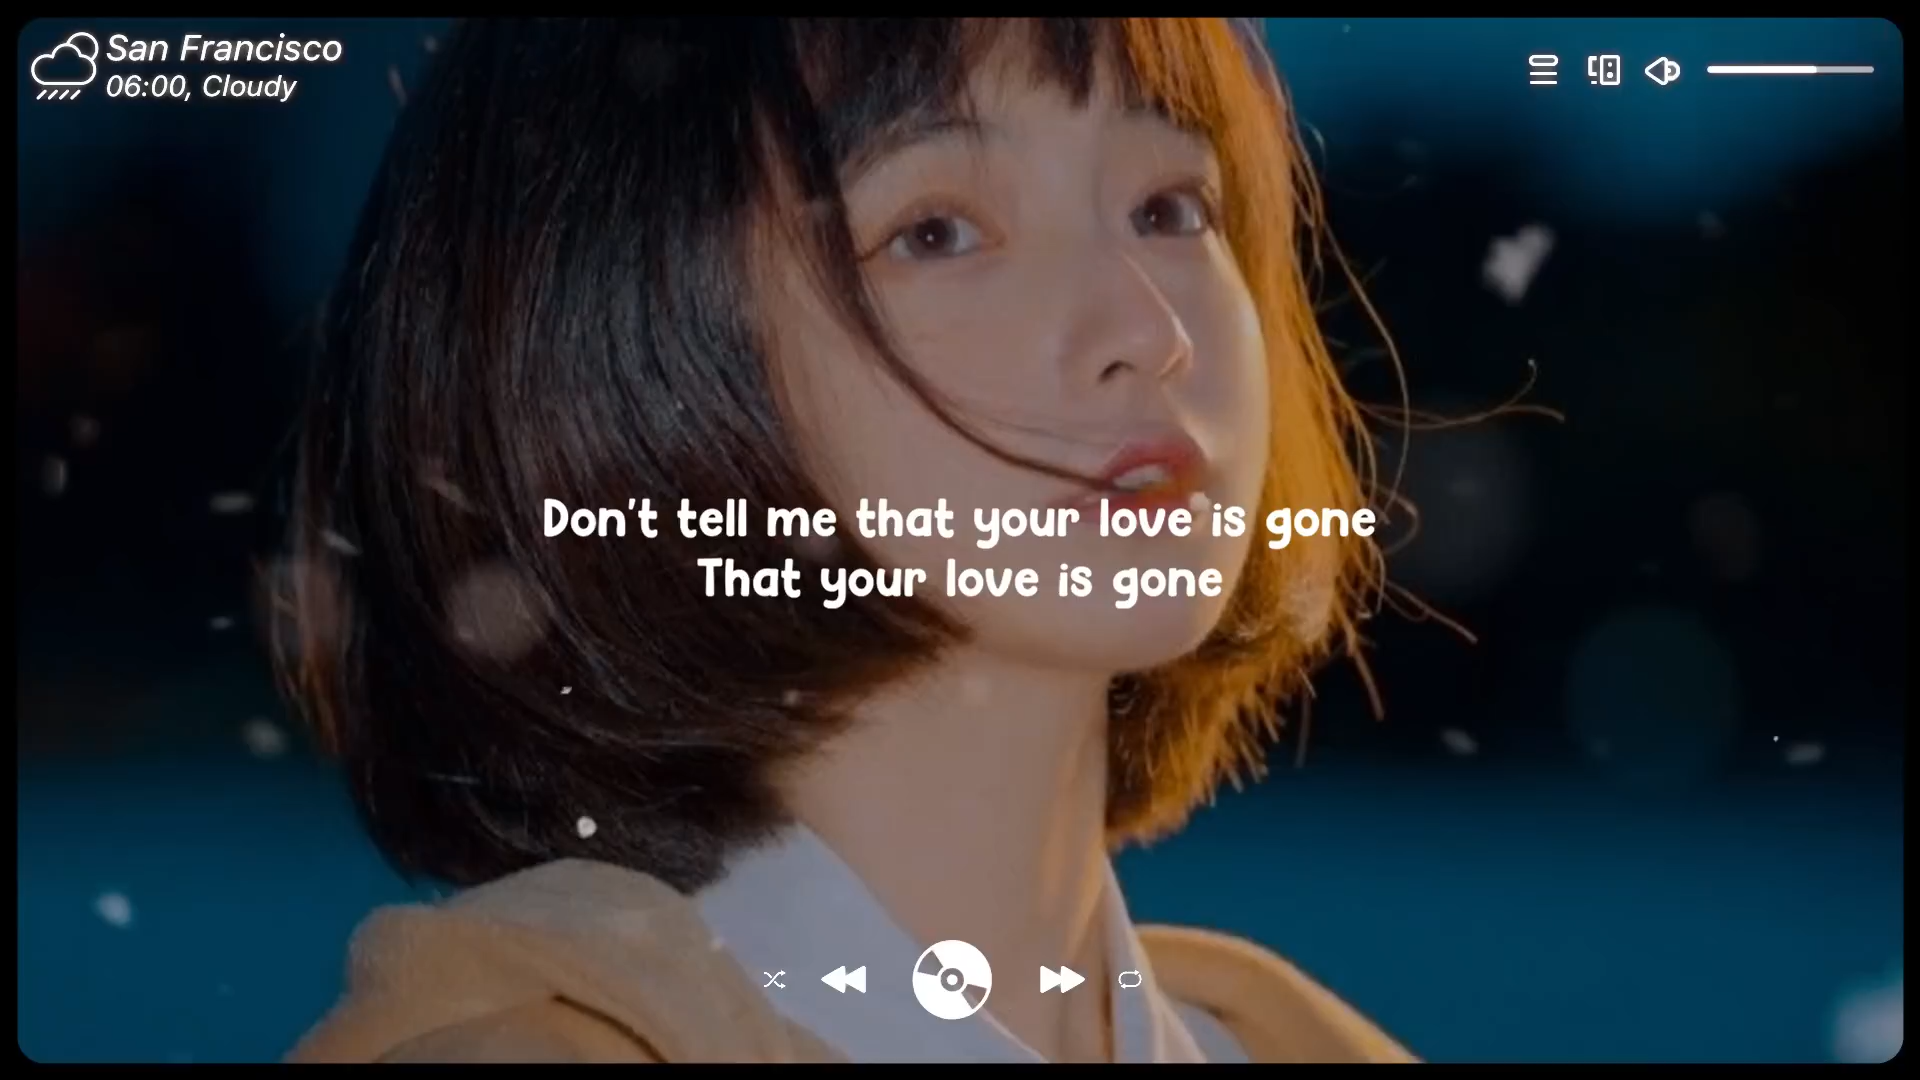 San Francisco
06:00, Cloudy
Don't tell me that your love is gone
That your love is gone